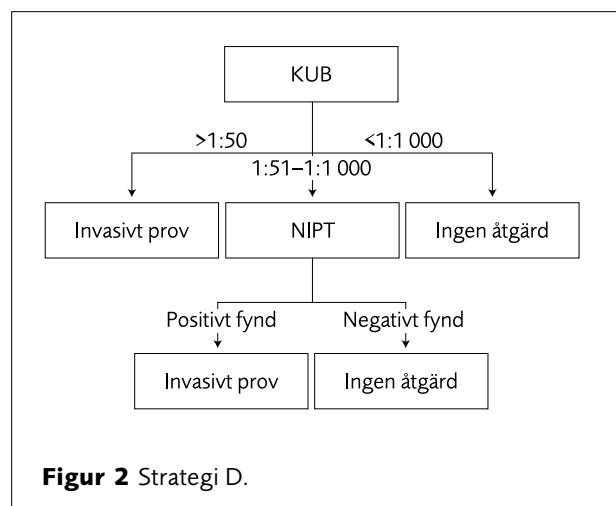 KUB
>1:50
<1:1 000
1:51–1:1 000
Invasivt prov
NIPT
Ingen åtgärd
Positivt fynd
Negativt fynd
Invasivt prov
Ingen åtgärd
Figur 2 Strategi D.